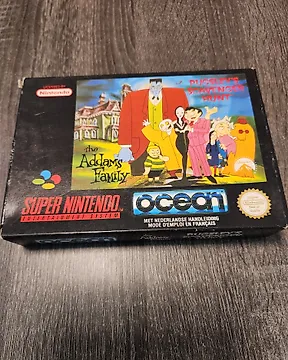 Nintendo
PUGSLEY'S
SCAVENGER
HUNT
the
Addams
Family
SUPER NINTENDO
ENTERTAINMENT SYSTEM
ocean
MET NEDERLANDSE HANDLEIDING
MODE D'EMPLOI EN FRANÇAIS